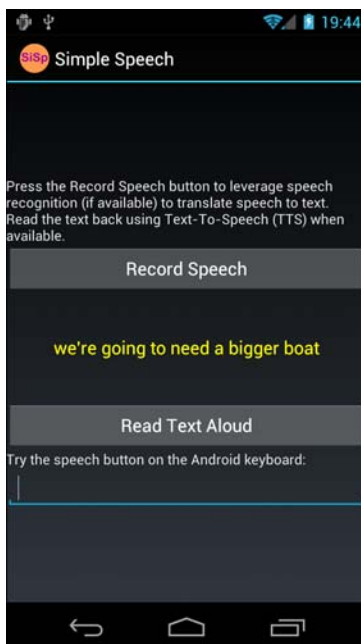 19:44
SiSp Simple Speech
Press the Record Speech button to leverage speech
recognition (if available) to translate speech to text.
Read the text back using Text-To-Speech (TTS) when
available.
Record Speech
we're going to need a bigger boat
Read Text Aloud
Try the speech button on the Android keyboard: